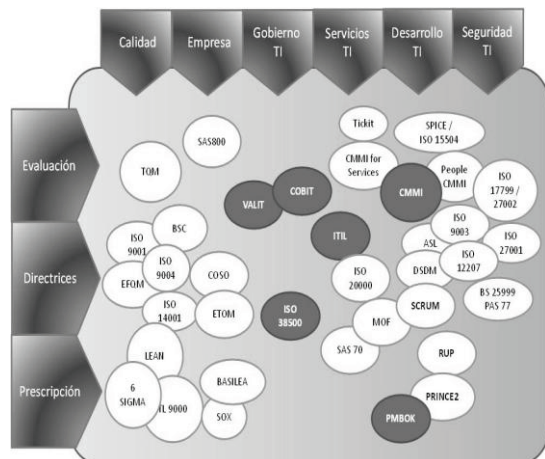 Calidad
Empresa
Gobierno
TI
Servicios
TI
Desarrollo
TI
Seguridad
TI
Evaluación
Directrices
Prescripción
TQM
SAS800
VALIT
COBIT
Tickit
CMMI for
Services
SPICE /
ISO 15504
CMMI
People
CMMI
ISO
17799 /
27002
ISO
9001
BSC
ISO
9004
EFQM
ISO
14001
COSO
ETOM
ISO
38500
ITIL
ISO
20000
MOF
SAS 70
ASL
ISO
9003
ISO
12207
ISO
27001
DSDM
SCRUM
BS 25999
PAS 77
LEAN
6
SIGMA
TL 9000
BASILEA
SOX
RUP
PRINCE2
PMBOK